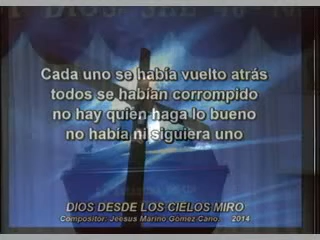 DIOS
Cada uno se había vuelto atrás
todos se habían corrompido
no hay quien haga lo bueno
no había ni siguiera uno
DIOS DESDE LOS CIELOS MIRO
Compositor: Jeesus Marino Gomez Cano. 2014